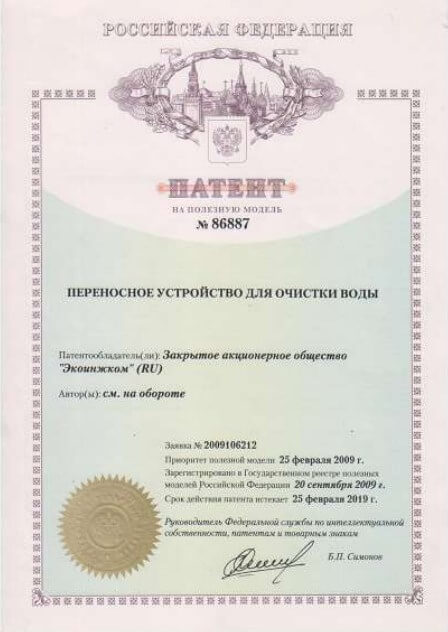 РОССИЙСКАЯ ФЕДЕРАЦИЯ
ПАТЕНТ
НА ПОЛЕЗНУЮ МОДЕЛЬ
№ 86887
ПЕРЕНОСНОЕ УСТРОЙСТВО ДЛЯ ОЧИСТКИ ВОДЫ
Патентообладатель(ли): Закрытое акционерное общество
"Экоинжком" (RU)
Автор(ы): см. на обороте
Заявка № 2009106212
Приоритет полезной модели 25 февраля 2009 г.
Зарегистрировано в Государственном реестре полезных
моделей Российской Федерации 20 сентября 2009 г.
Срок действия патента истекает 25 февраля 2019 г.
Руководитель Федеральной службы по интеллектуальной
собственности, патентам и товарным знакам
Б.П. Симонов